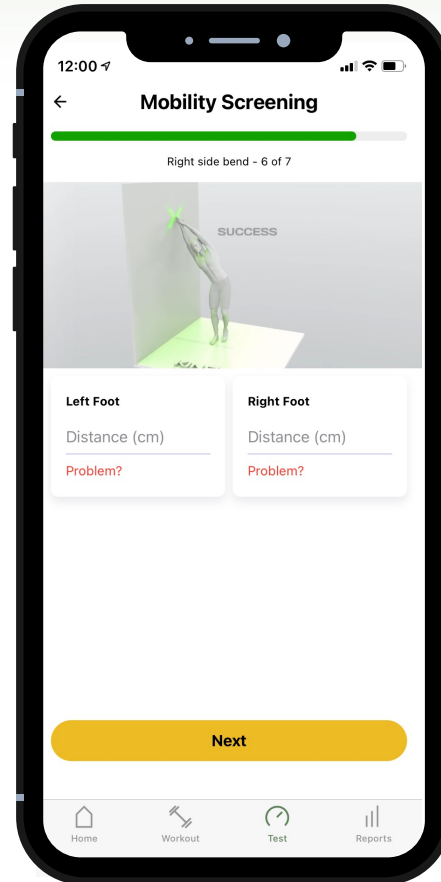 12:00
Mobility Screening
Right side bend - 6 of 7
SUCCESS
Left Foot
Right Foot
Distance (cm)
Distance (cm)
Problem?
Problem?
Next
Home
Workout
Test
Reports